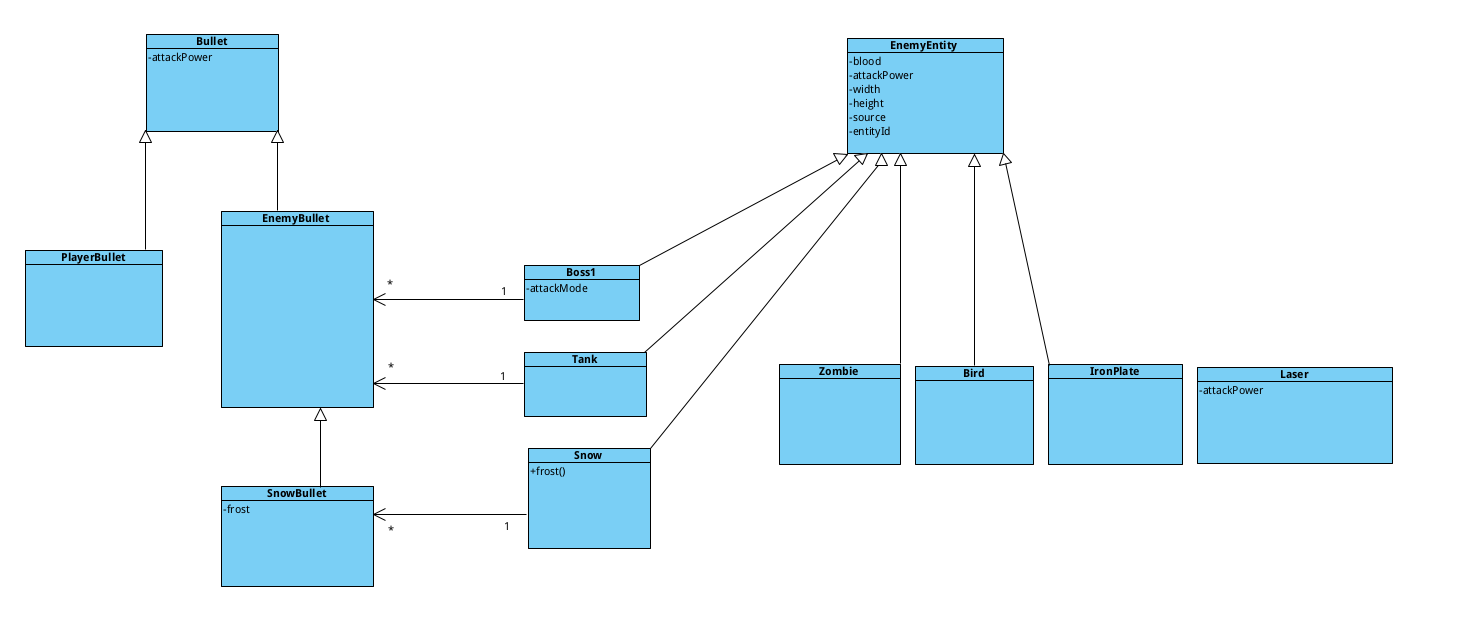 Bullet
-attackPower
EnemyEntity
-blood
-attackPower
-width
-height
-source
-entityId
EnemyBullet
PlayerBullet
Boss1
-attackMode
*
1
Tank
*
1
Zombie
Bird
IronPlate
Laser
-attackPower
Snow
+frost()
SnowBullet
-frost
*
1